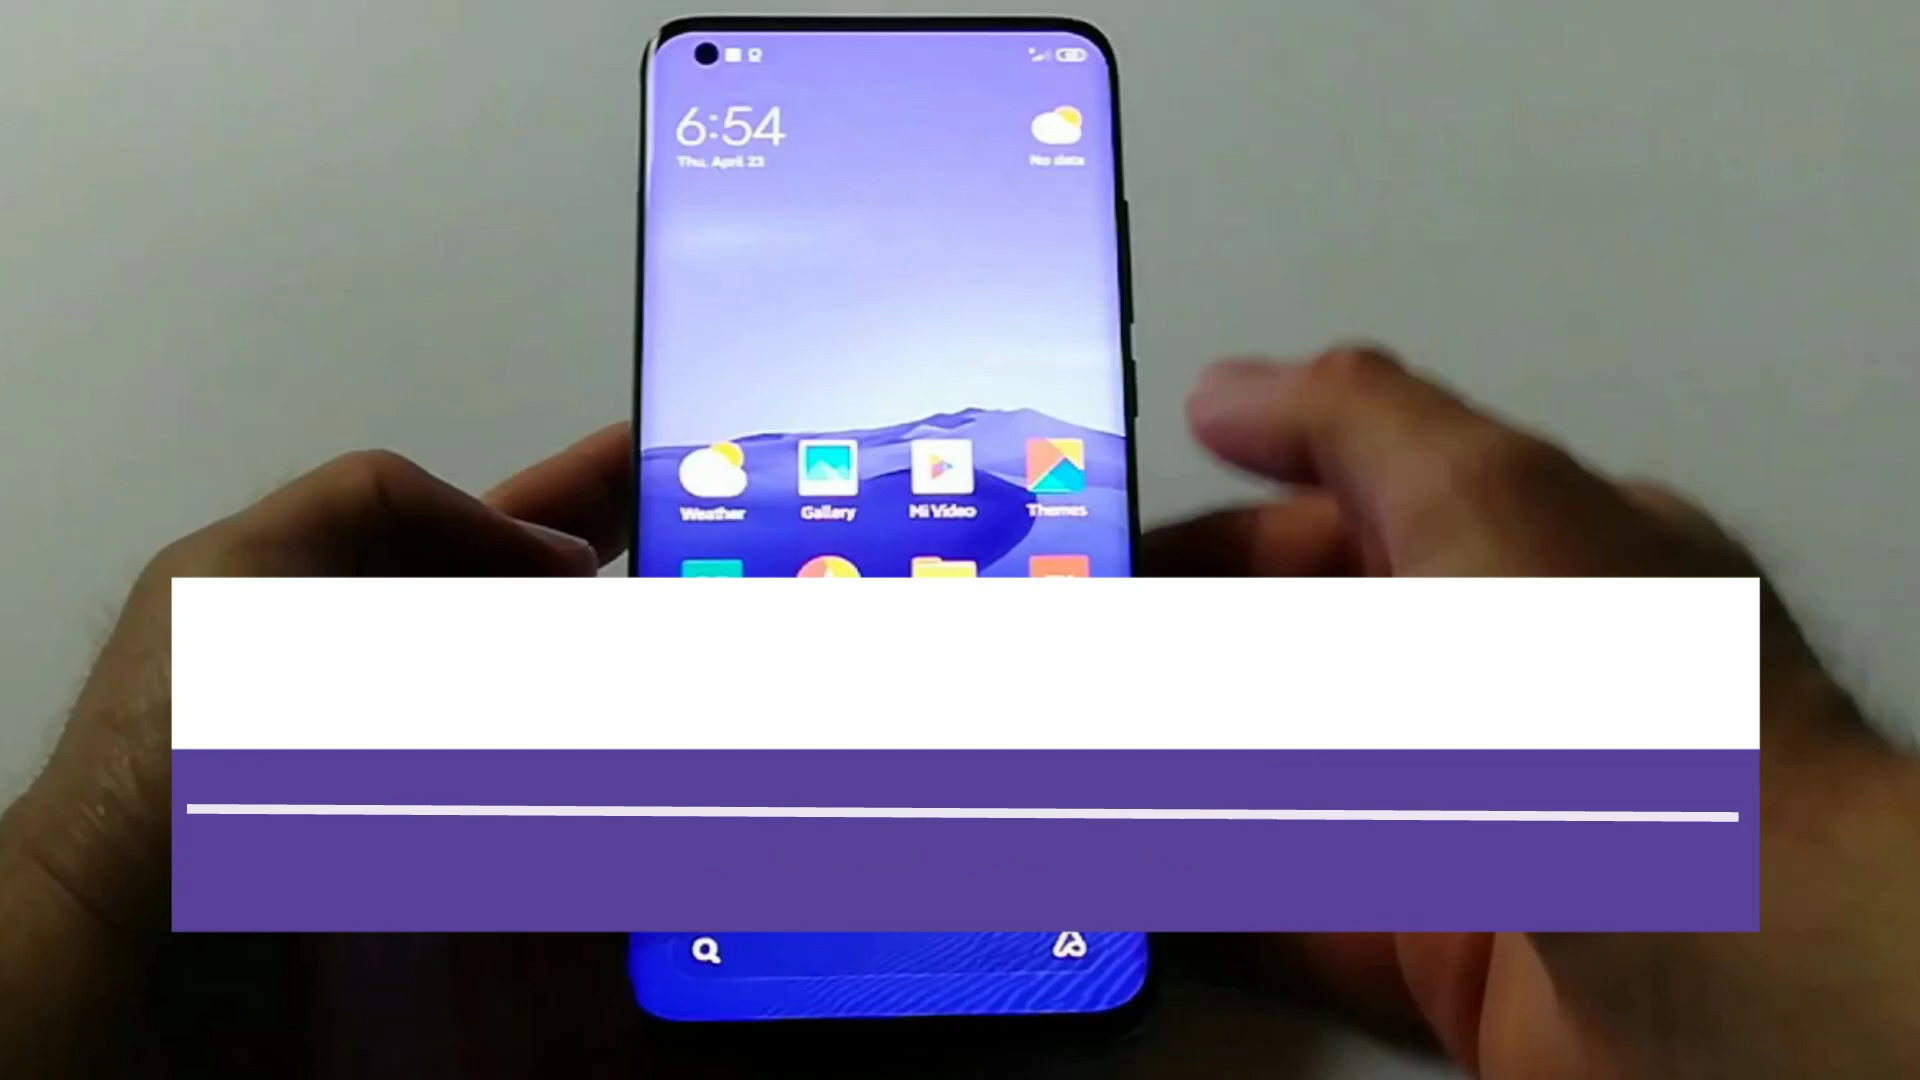 6:54
Thu, April 23
No data
Weather
Gallery
Mi Video
Themes